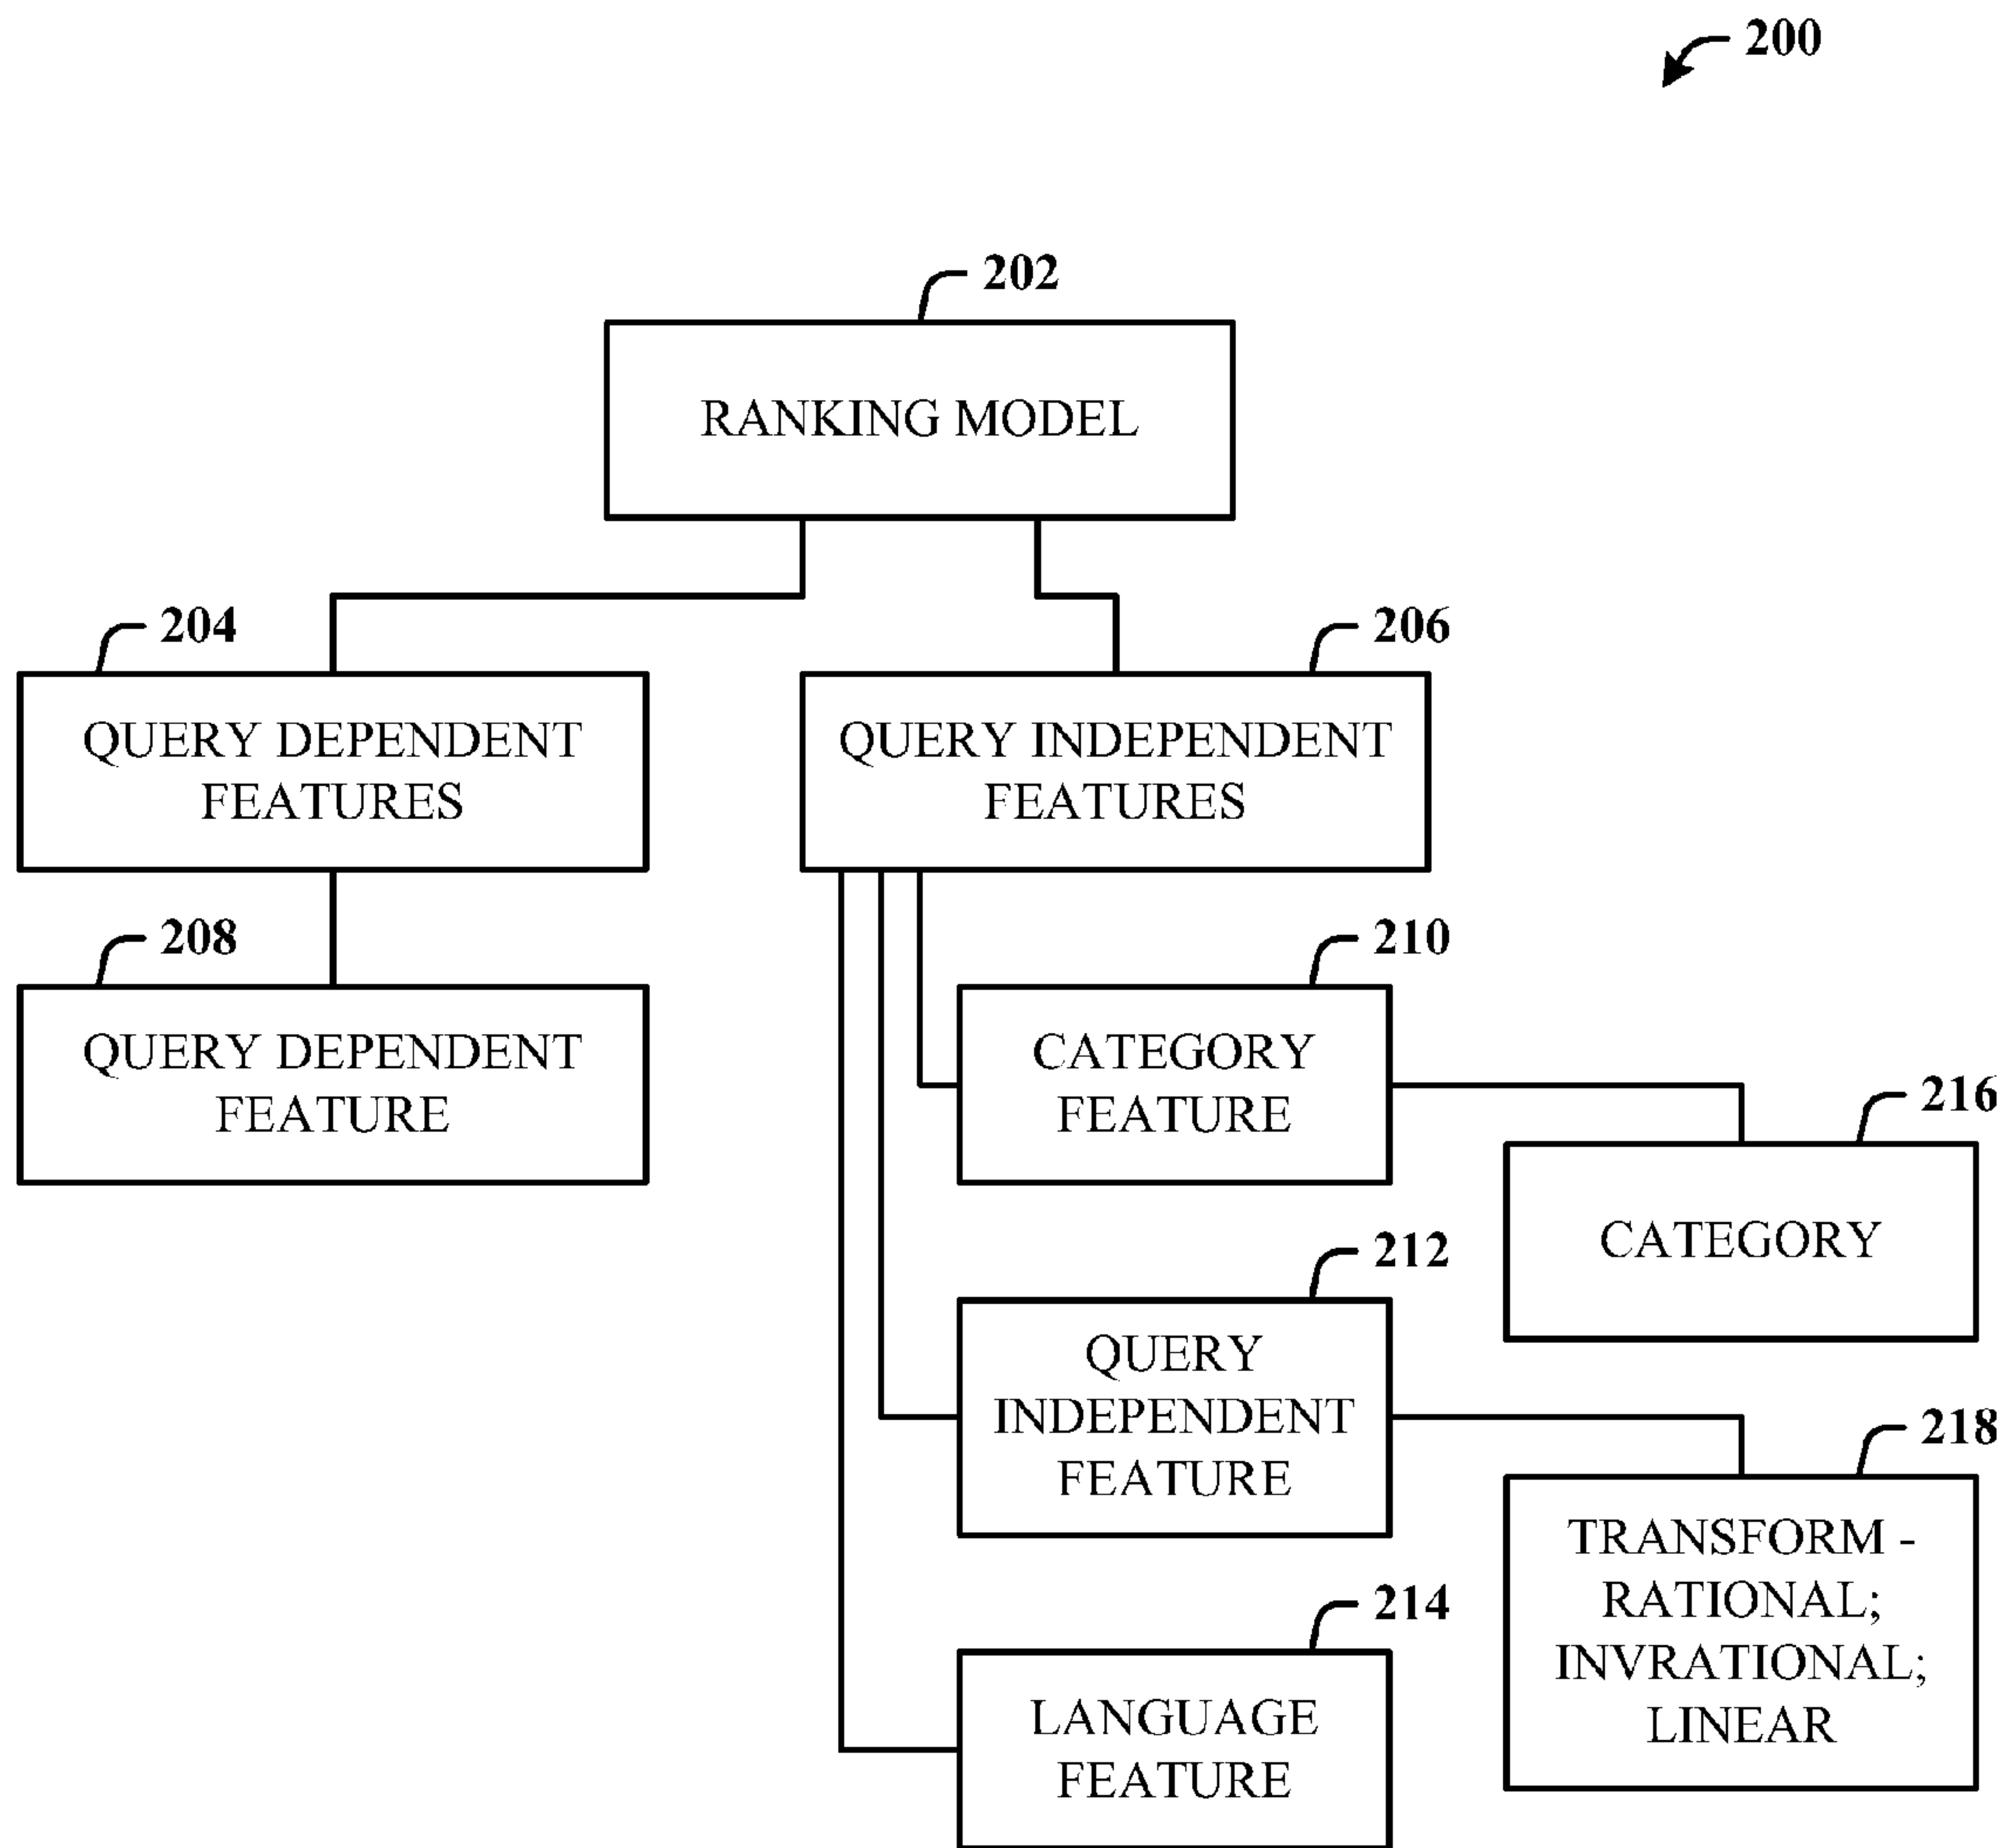 200
202
RANKING MODEL
204
206
QUERY DEPENDENT
FEATURES
QUERY INDEPENDENT
FEATURES
208
210
QUERY DEPENDENT
FEATURE
CATEGORY
FEATURE
216
CATEGORY
212
QUERY
INDEPENDENT
FEATURE
218
TRANSFORM -
RATIONAL;
INVRATIONAL;
LINEAR
214
LANGUAGE
FEATURE